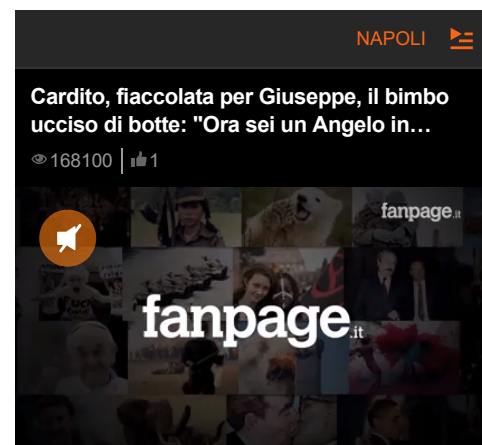 NAPOLI
Cardito, fiaccolata per Giuseppe, il bimbo
ucciso di botte: "Ora sei un Angelo in…
168100 1
fanpage.it
fanpage.it